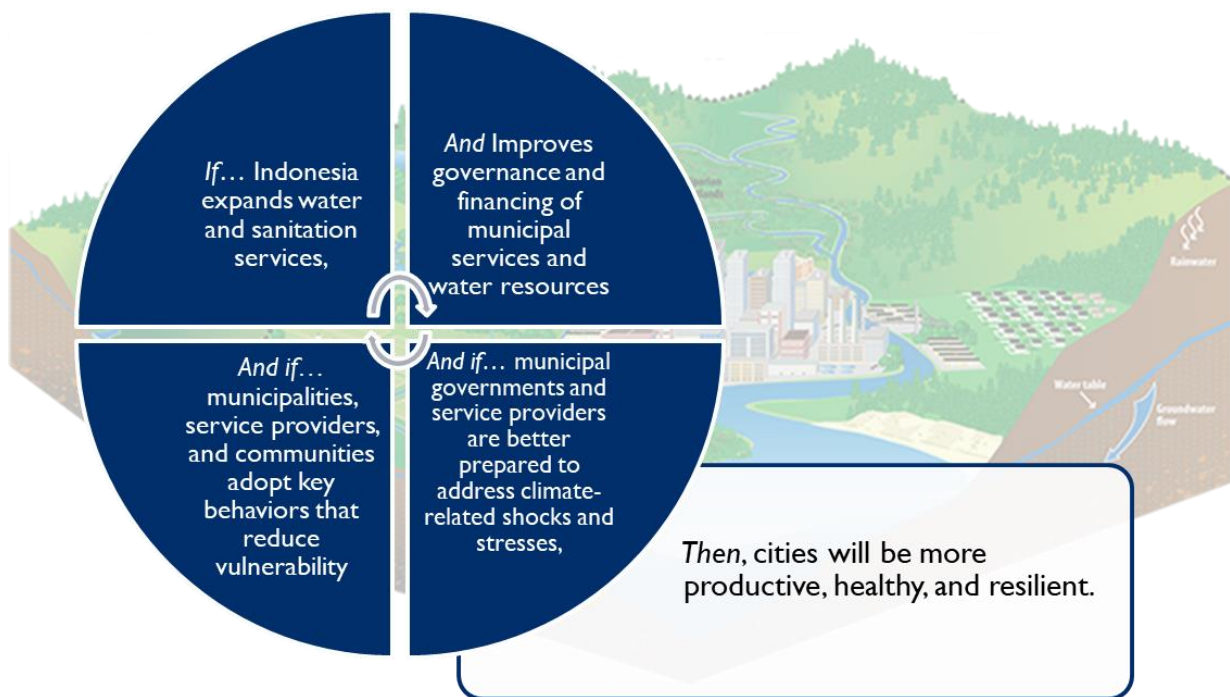 If… Indonesia
expands water
and sanitation
services,
And Improves
governance and
financing of
municipal
services and
water resources
And if…
municipalities,
service providers,
and communities
adopt key
behaviors that
reduce
vulnerability
And if… municipal
governments and
service providers
are better
prepared to
address climate-
related shocks and
stresses,
Then, cities will be more
productive, healthy, and resilient.
Rainwater
Water table
Groundwater
flow